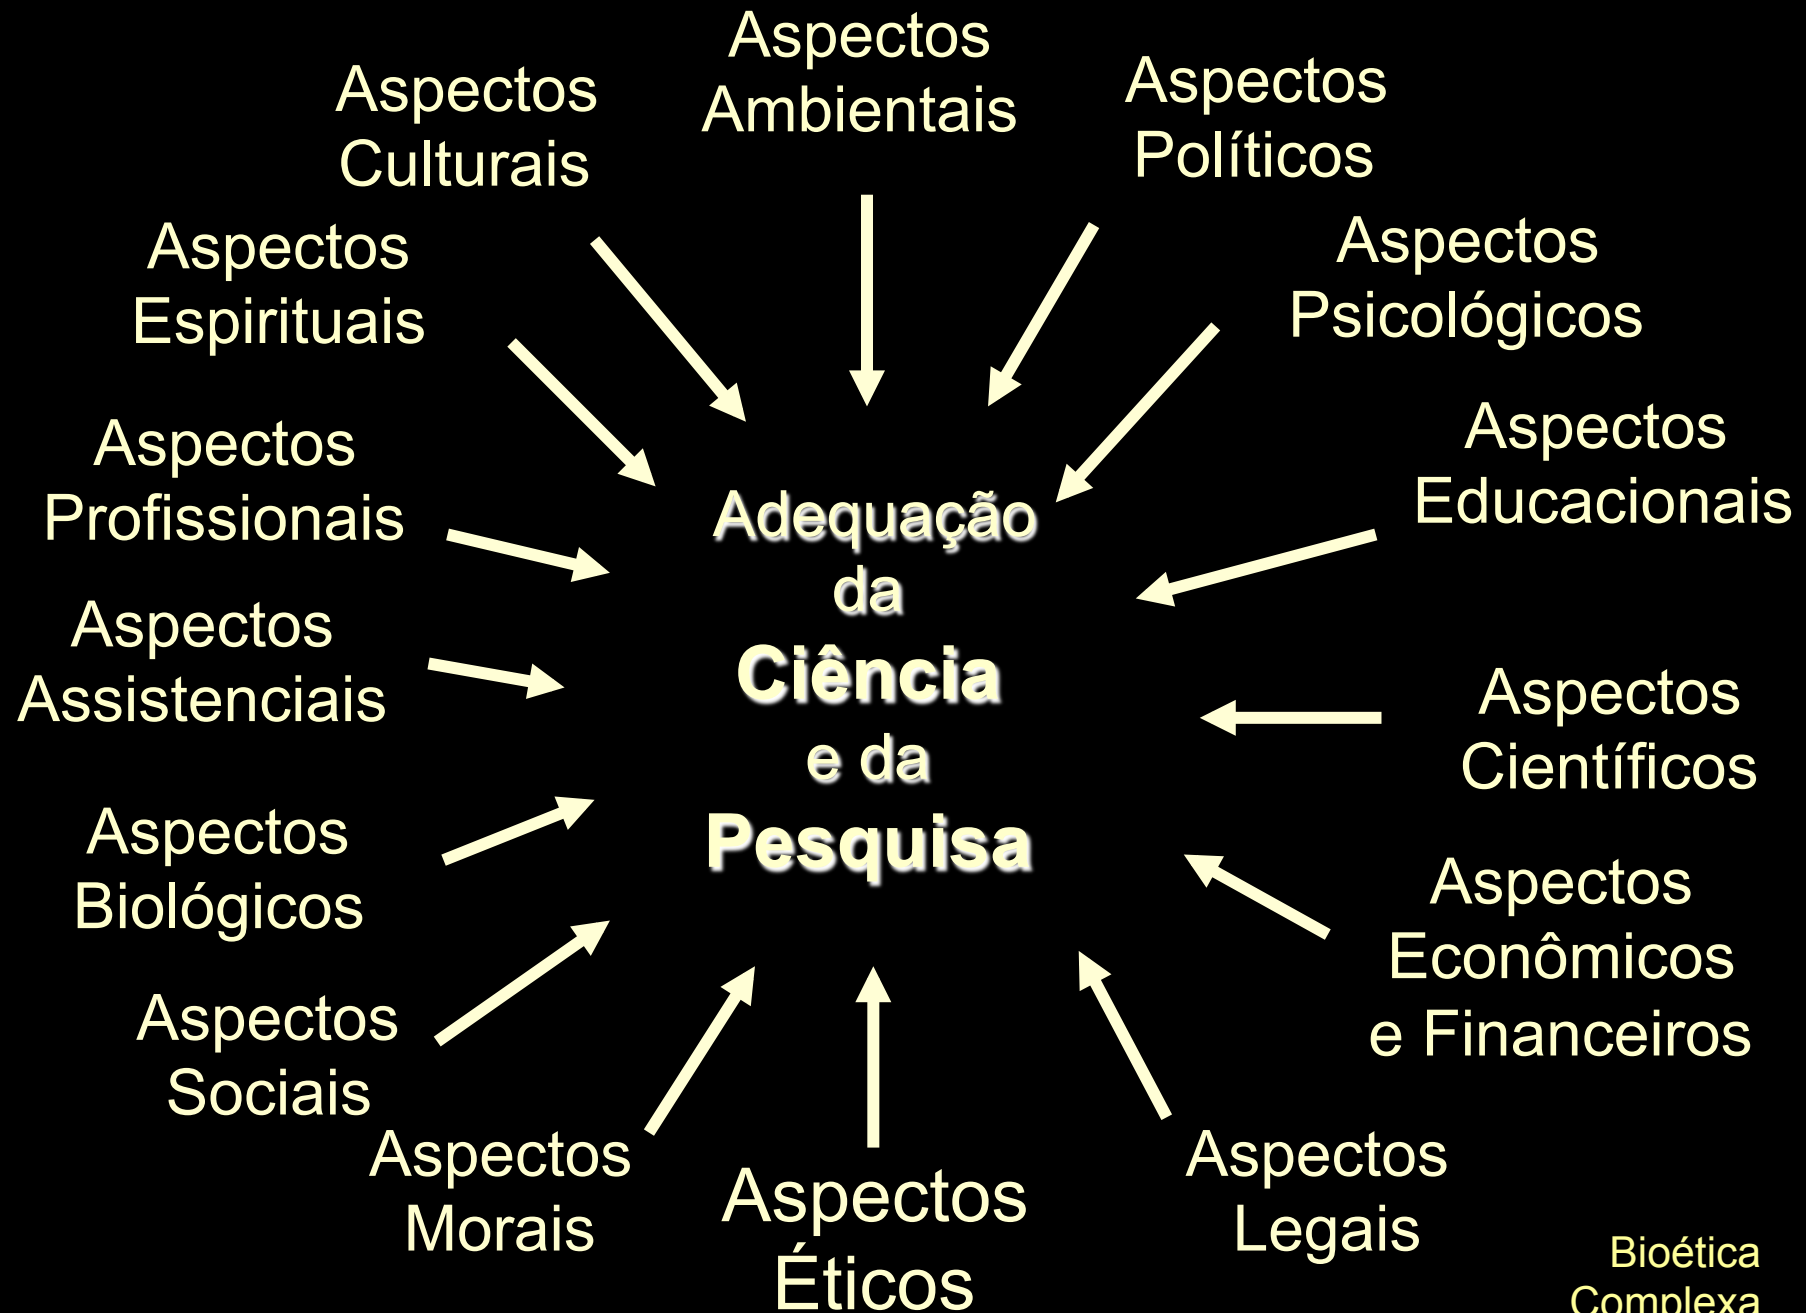 Aspectos
Ambientais
Aspectos
Culturais
Aspectos
Políticos
Aspectos
Espirituais
Aspectos
Psicológicos
Aspectos
Profissionais
Aspectos
Educacionais
Adequação
da
Ciência
e da
Pesquisa
Aspectos
Assistenciais
Aspectos
Científicos
Aspectos
Biológicos
Aspectos
Econômicos
e Financeiros
Aspectos
Sociais
Aspectos
Morais
Aspectos
Éticos
Aspectos
Legais
Bioética
Complexa